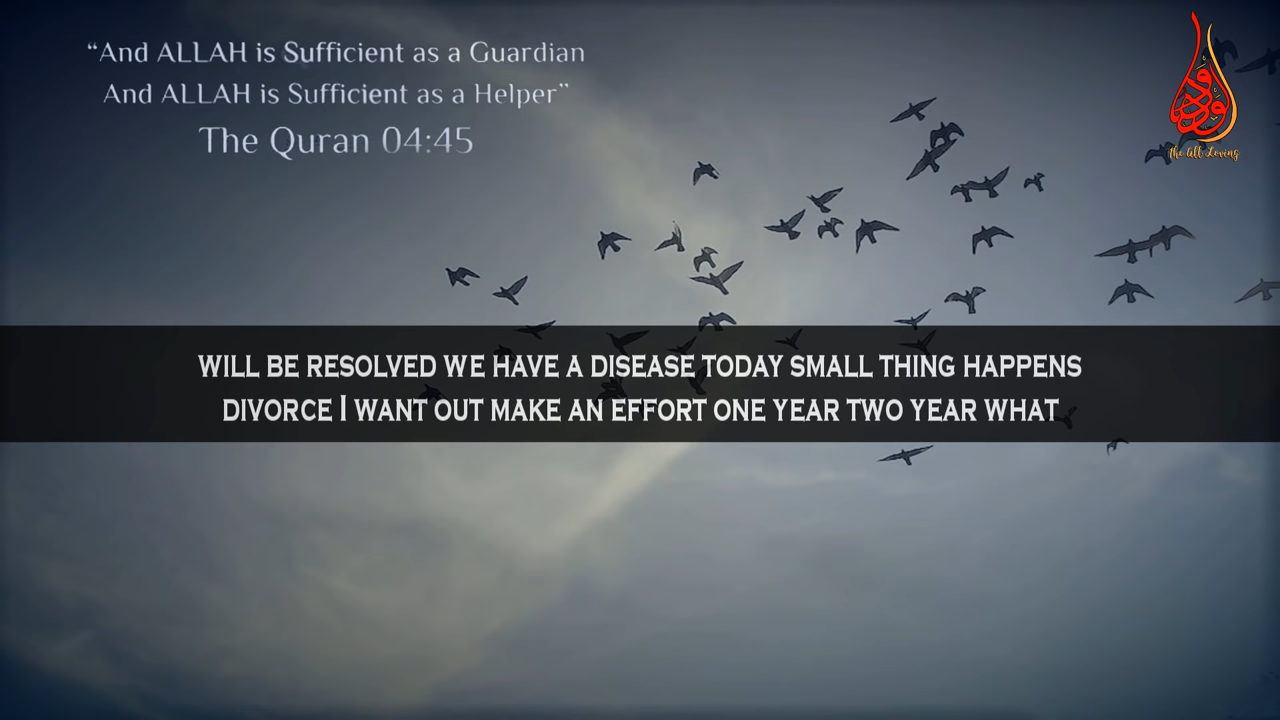 “And ALLAH is Sufficient as a Guardian
And ALLAH is Sufficient as a Helper”
The Quran 04:45
الودود
the All Loving
WILL BE RESOLVED WE HAVE A DISEASE TODAY SMALL THING HAPPENS
DIVORCE I WANT OUT MAKE AN EFFORT ONE YEAR TWO YEAR WHAT